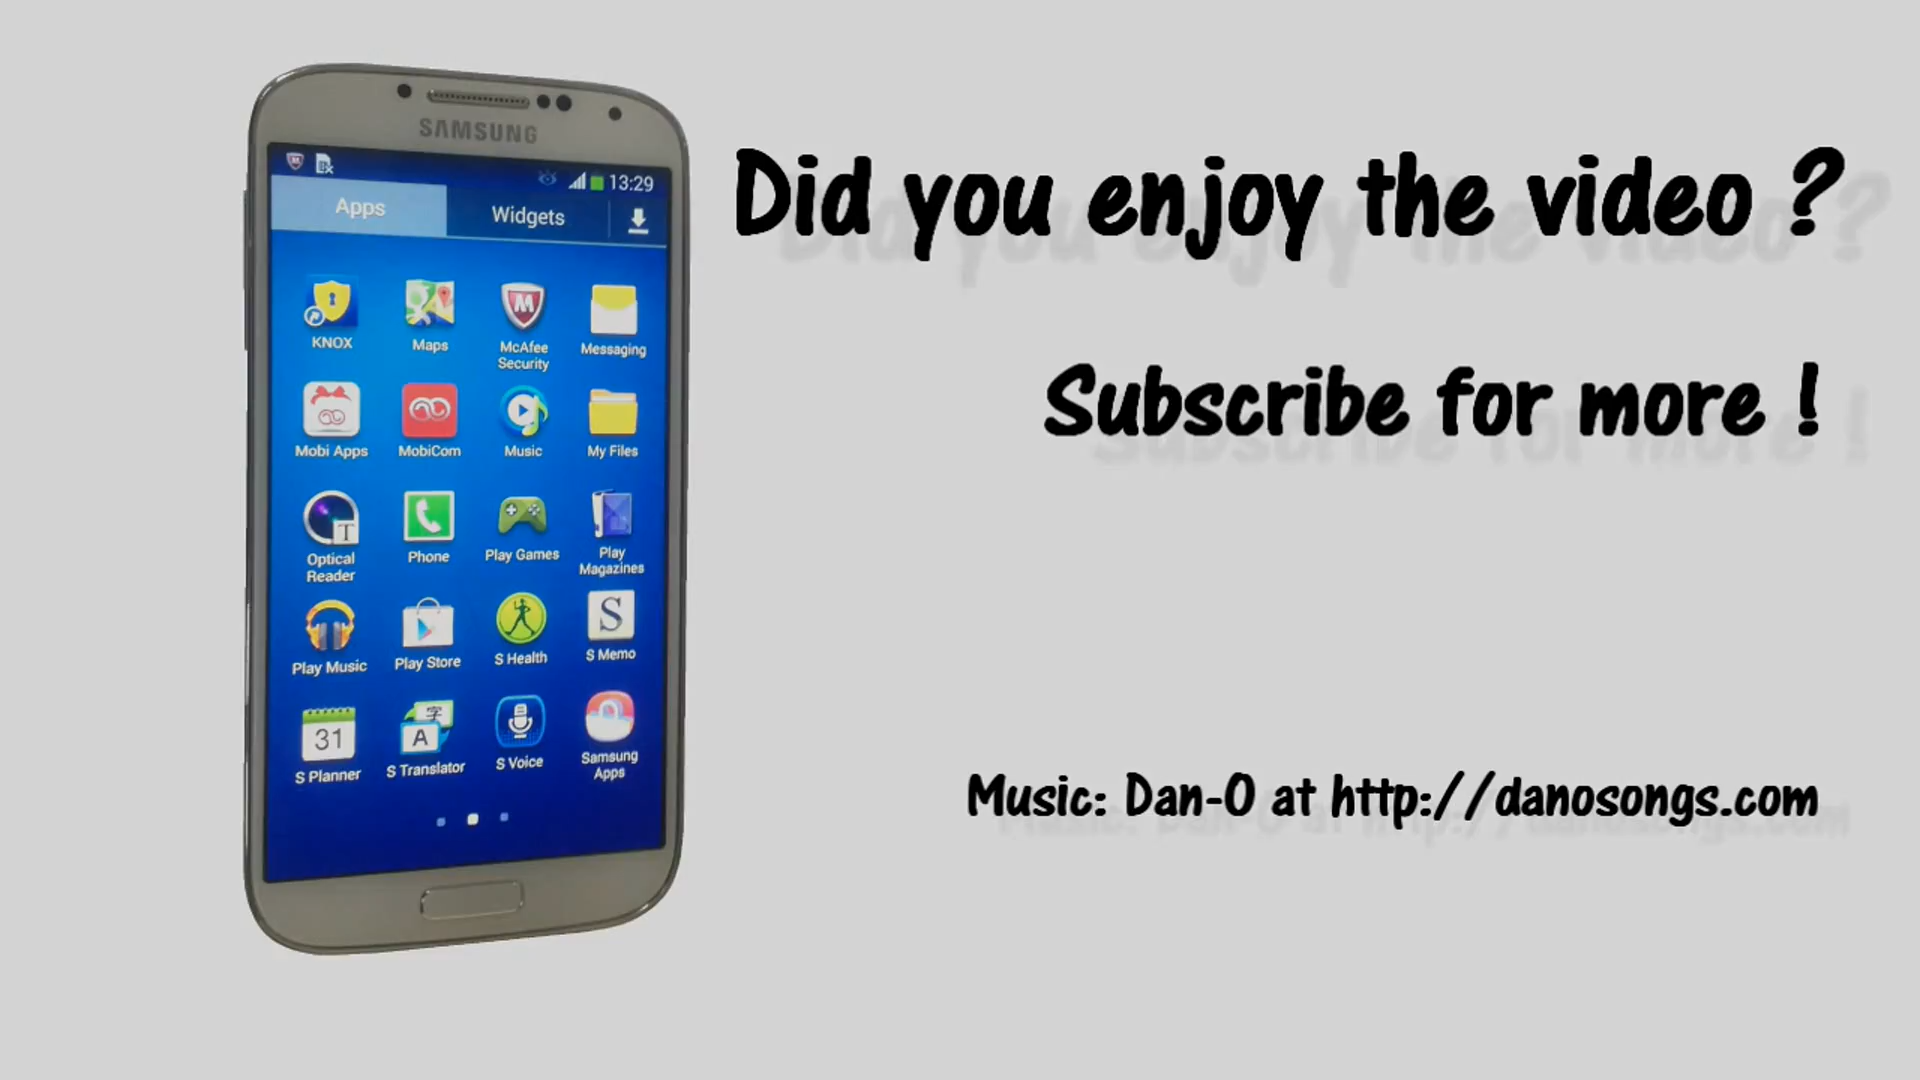 SAMSUNG
13:29
Apps
Widgets
KNOX
Maps
McAfee
Security
Messaging
Mobi Apps
MobiCom
Music
My Files
Optical
Reader
Phone
Play Games
Play
Magazines
Play Music
Play Store
S Health
S Memo
31
S Planner
字
A
S Translator
S Voice
Samsung
Apps
Did you enjoy the video ?
Subscribe for more !
Music: Dan-O at http://danosongs.com